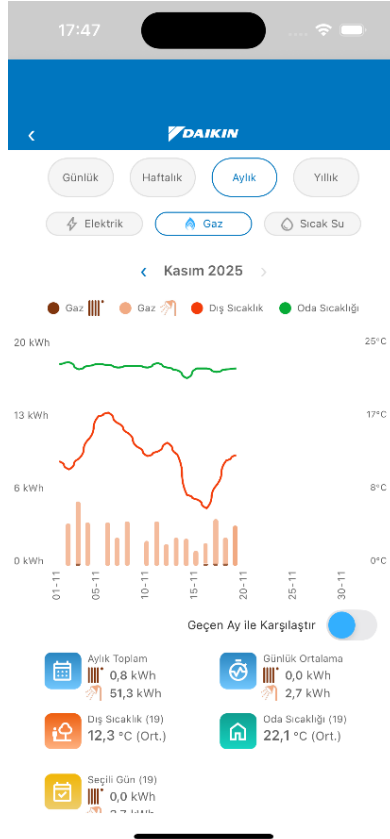 17:47
DAIKIN
Günlük Haftalık Aylık Yıllık
Elektrik Gaz Sıcak Su
Kasım 2025
Gaz Gaz Dış Sıcaklık Oda Sıcaklığı
20 kWh 25°C
13 kWh 17°C
6 kWh 8°C
0 kWh 0°C
01-11 05-11 10-11 15-11 20-11 25-11 30-11
Geçen Ay ile Karşılaştır
Aylık Toplam
0,8 kWh
51,3 kWh
Günlük Ortalama
0,0 kWh
2,7 kWh
Dış Sıcaklık (19)
12,3 °C (Ort.)
Oda Sıcaklığı (19)
22,1 °C (Ort.)
Seçili Gün (19)
0,0 kWh
2,7 kWh